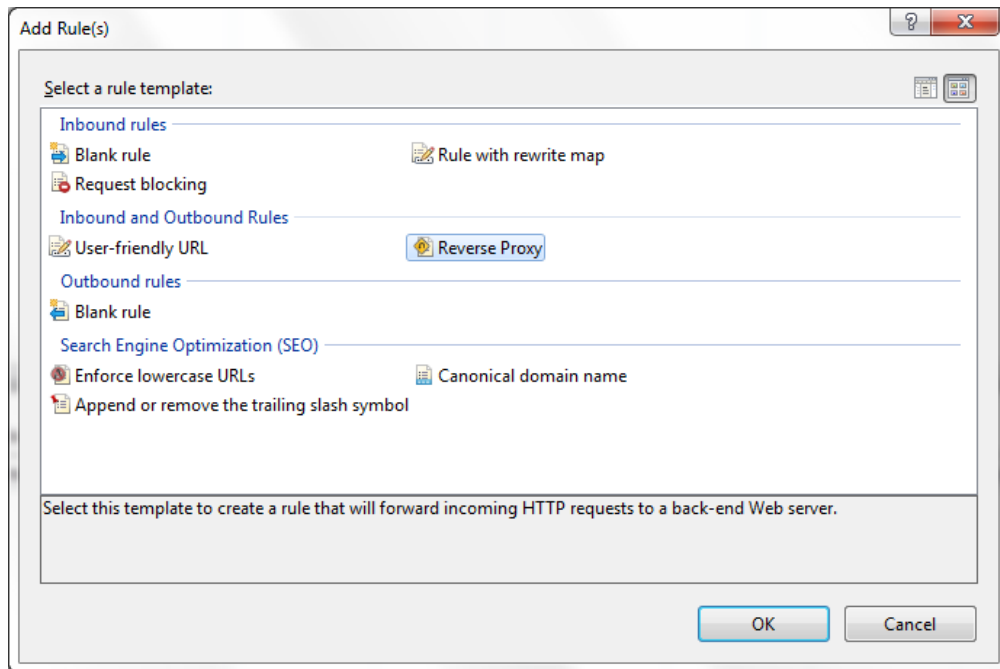 Add Rule(s)
Select a rule template:
Inbound rules
Blank rule
Rule with rewrite map
Request blocking
Inbound and Outbound Rules
User-friendly URL
Reverse Proxy
Outbound rules
Blank rule
Search Engine Optimization (SEO)
Enforce lowercase URLs
Canonical domain name
Append or remove the trailing slash symbol
Select this template to create a rule that will forward incoming HTTP requests to a back-end Web server.
OK
Cancel